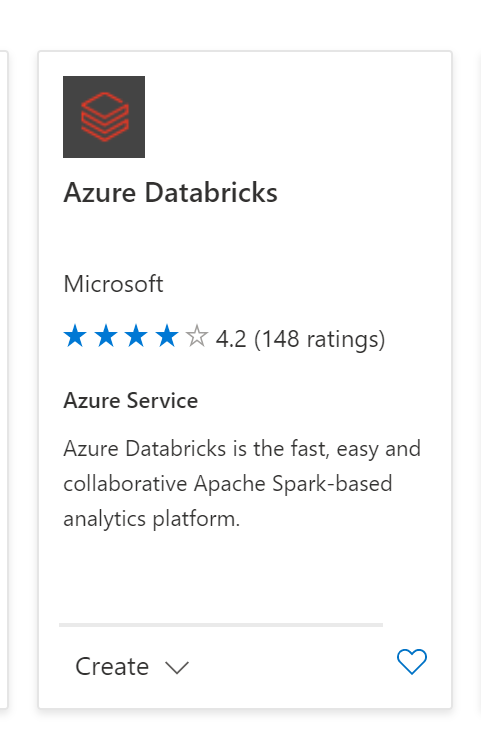 Azure Databricks
Microsoft
4.2 (148 ratings)
Azure Service
Azure Databricks is the fast, easy and
collaborative Apache Spark-based
analytics platform.
Create